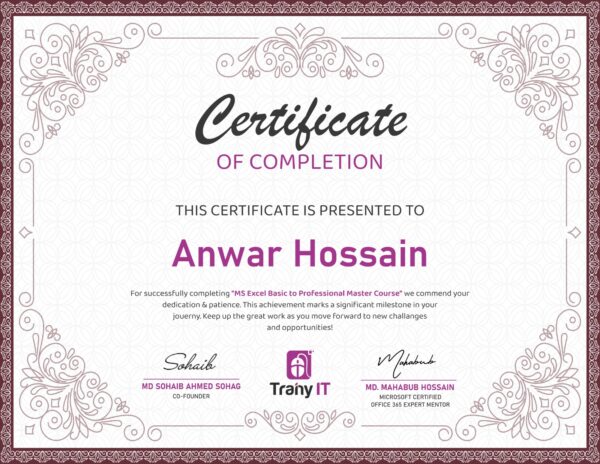 Certificate
OF COMPLETION
THIS CERTIFICATE IS PRESENTED TO
Anwar Hossain
For successfully completing "MS Excel Basic to Professional Master Course" we commend your
dedication & patience. This achievement marks a significant milestone in your
jouerny. Keep up the great work as you move forward to new challanges
and opportunities!
Sohaib
MD SOHAIB AHMED SOHAG
CO-FOUNDER
Trainy IT
Mahabub
MD. MAHABUB HOSSAIN
MICROSOFT CERTIFIED
OFFICE 365 EXPERT MENTOR